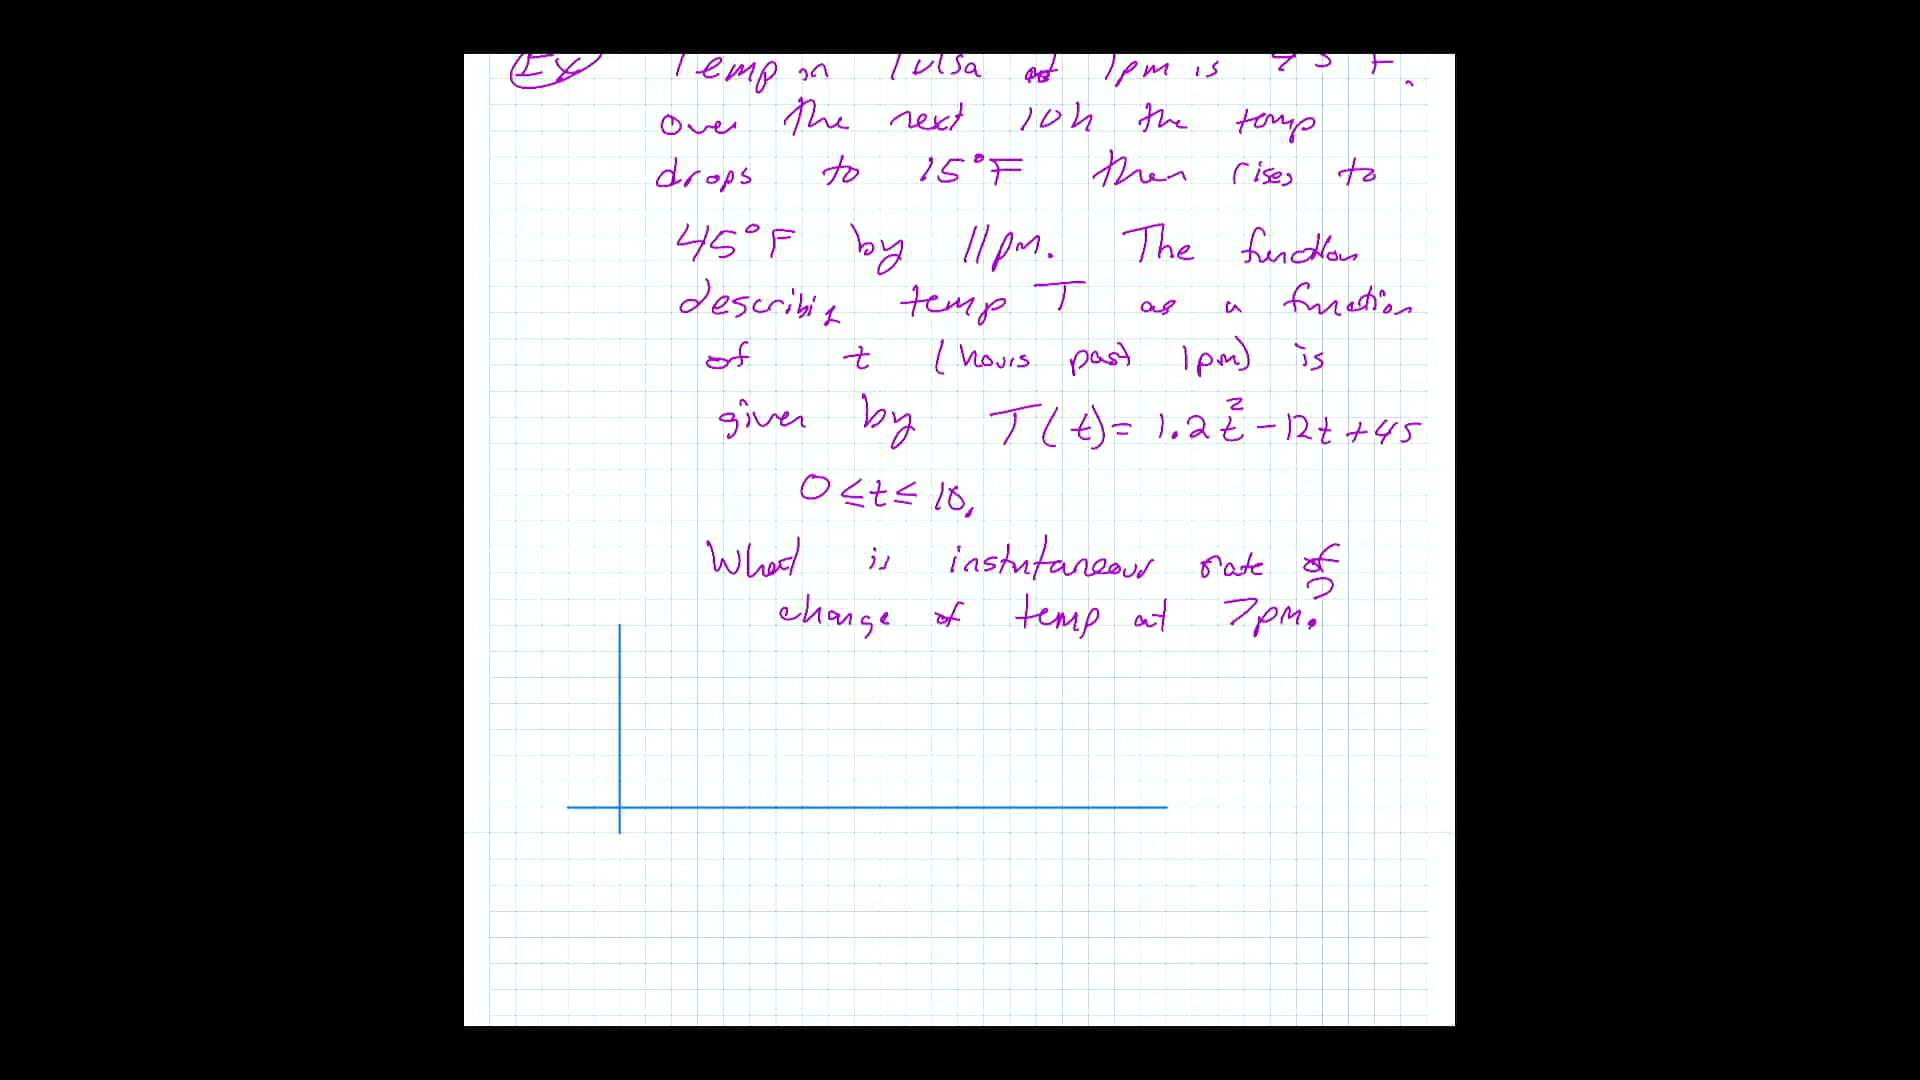 Ex Temp in Tulsa at 1pm is 45° F.
over the next 10h the temp
drops to 15°F then rises to
45°F by 11pm. The function
describing temp T as a function
of t (hours past 1pm) is
given by T(t)= 1.2t²-12t+45
0≤t≤10.
What is instntaneous rate of
change of temp at 7pm?